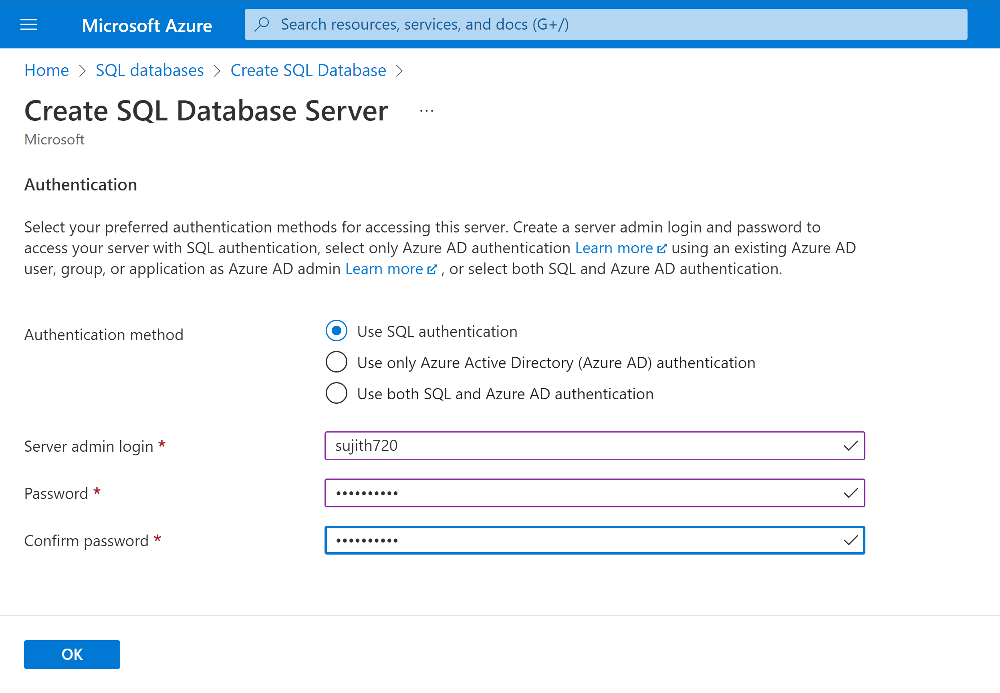 Microsoft Azure
Search resources, services, and docs (G+/)
Home > SQL databases > Create SQL Database >
Create SQL Database Server ...
Microsoft
Authentication
Select your preferred authentication methods for accessing this server. Create a server admin login and password to
access your server with SQL authentication, select only Azure AD authentication Learn more using an existing Azure AD
user, group, or application as Azure AD admin Learn more , or select both SQL and Azure AD authentication.
Authentication method
Use SQL authentication
Use only Azure Active Directory (Azure AD) authentication
Use both SQL and Azure AD authentication
Server admin login *
sujith720
Password *
••••••••••
Confirm password *
••••••••••
OK